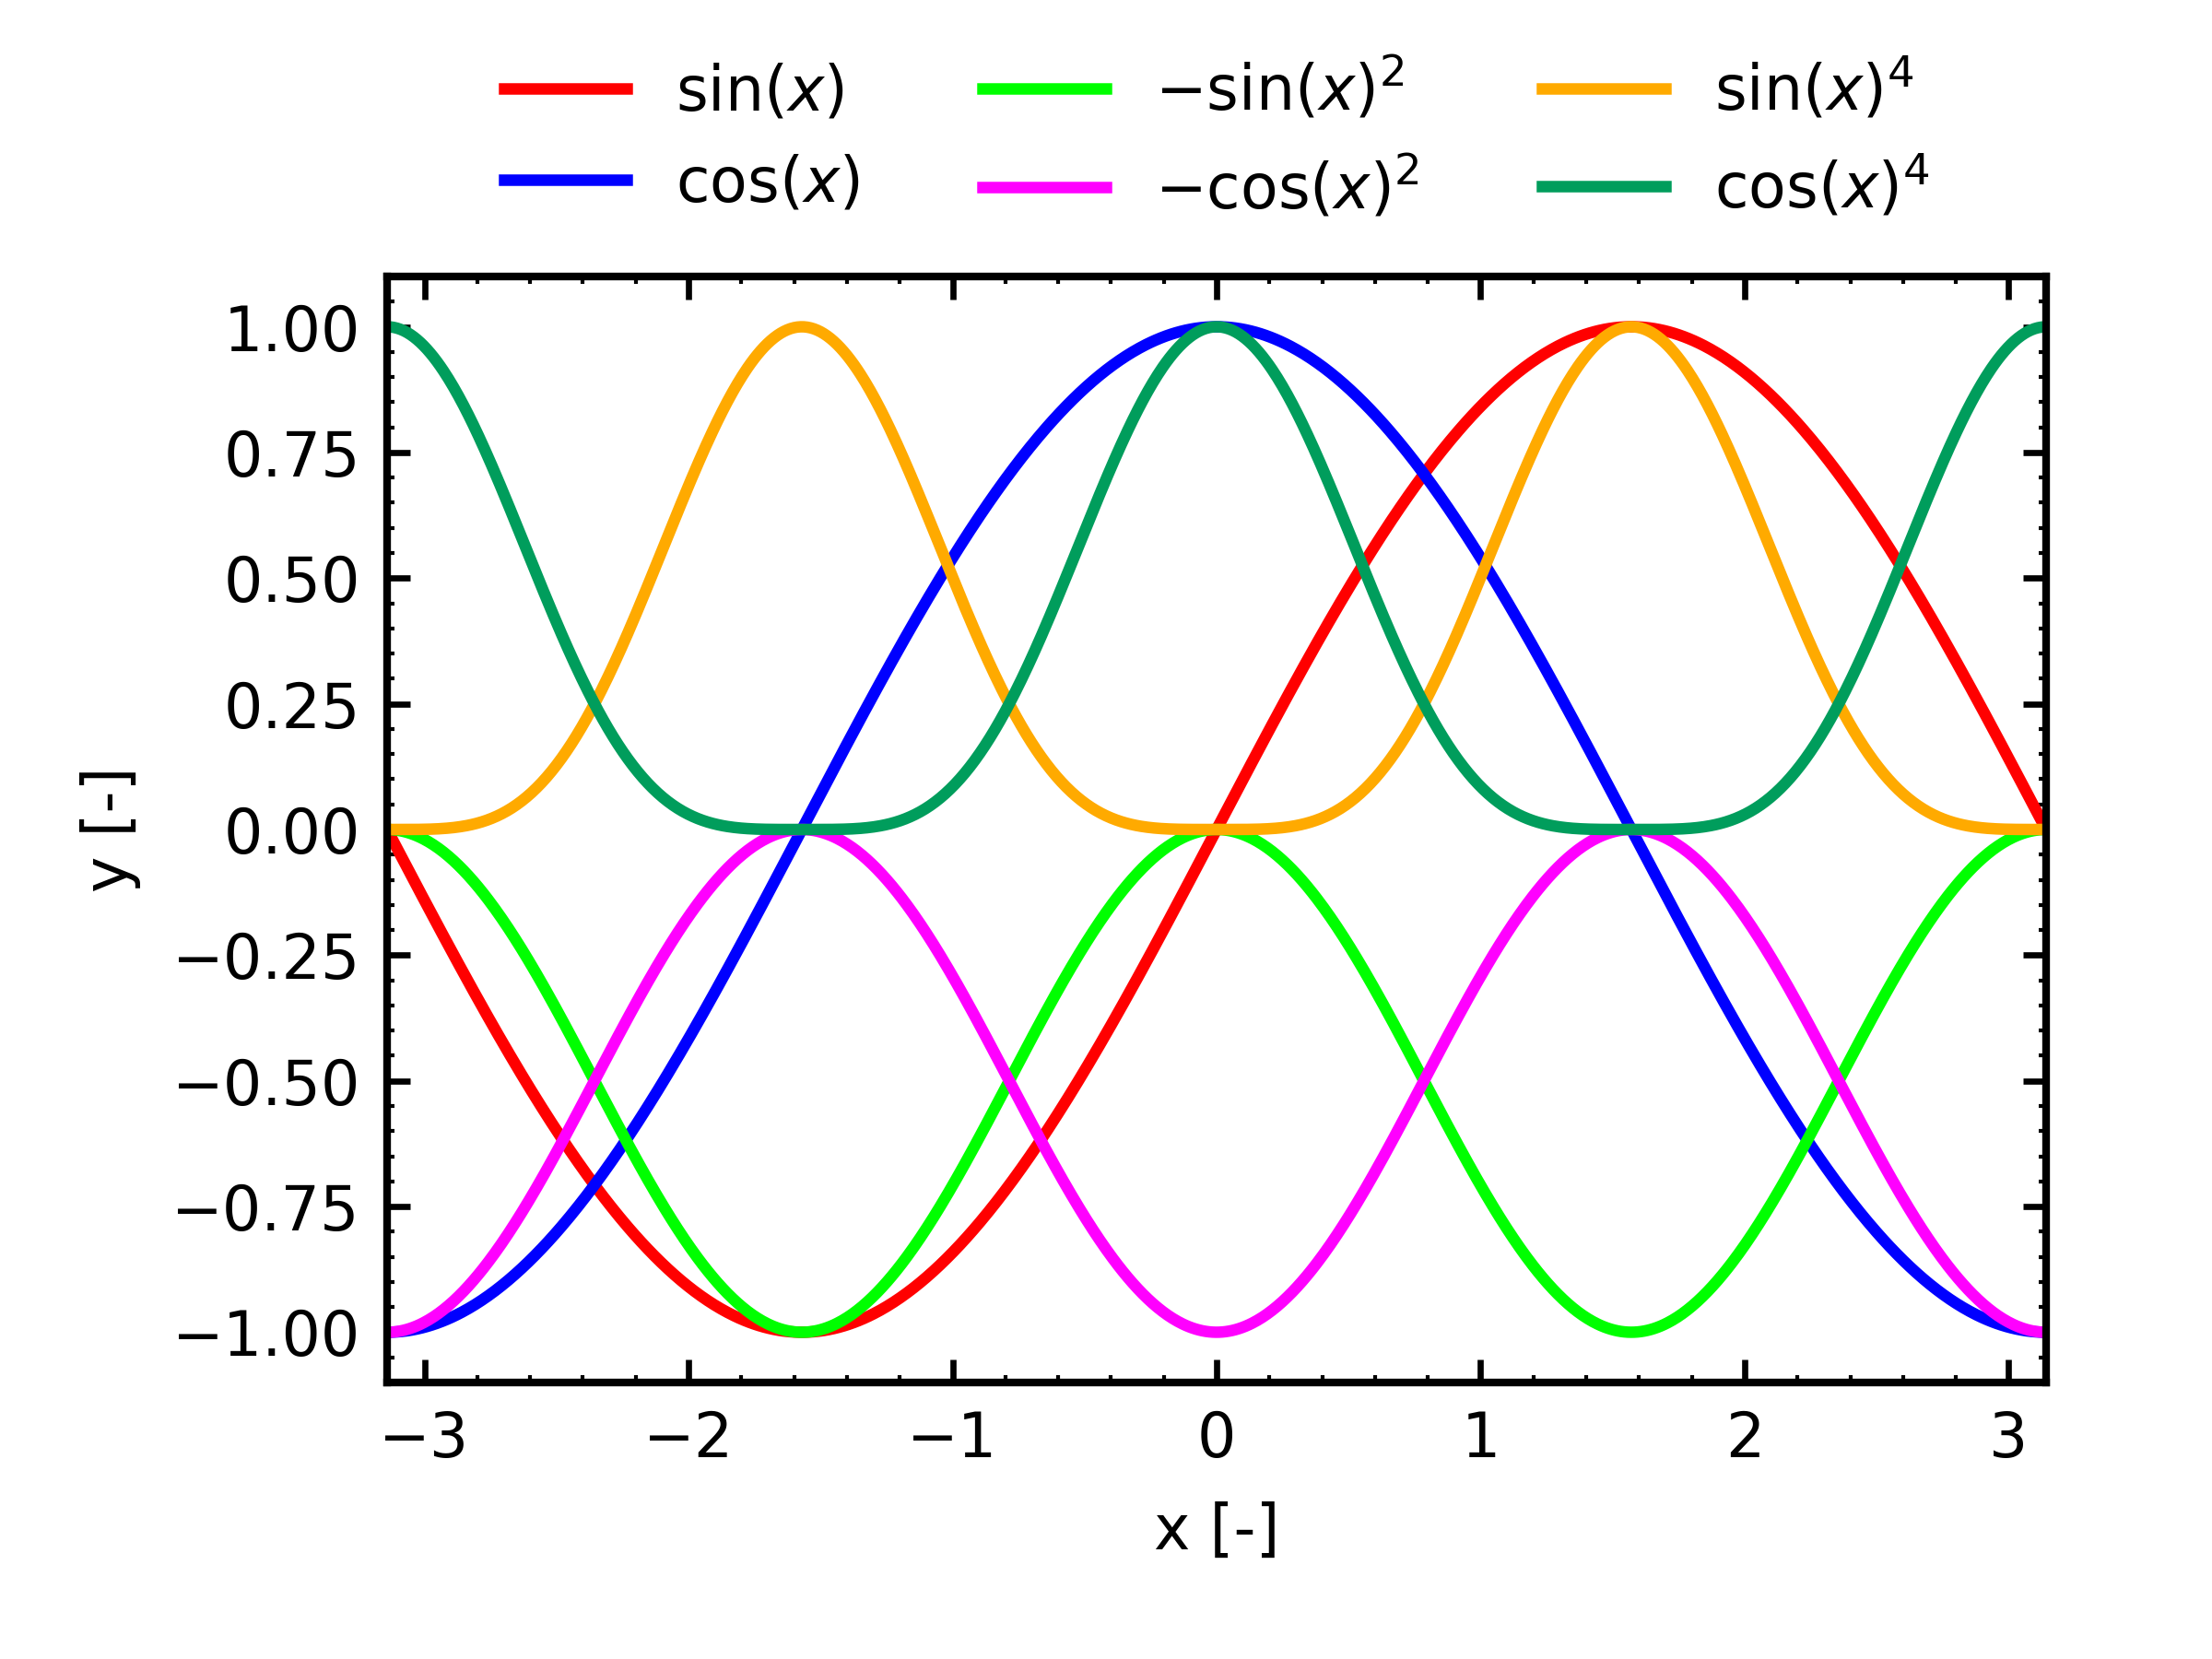 sin(x) −sin(x)² sin(x)⁴
cos(x) −cos(x)² cos(x)⁴
1.00
0.75
0.50
0.25
0.00
−0.25
−0.50
−0.75
−1.00
y [-]
−3 −2 −1 0 1 2 3
x [-]